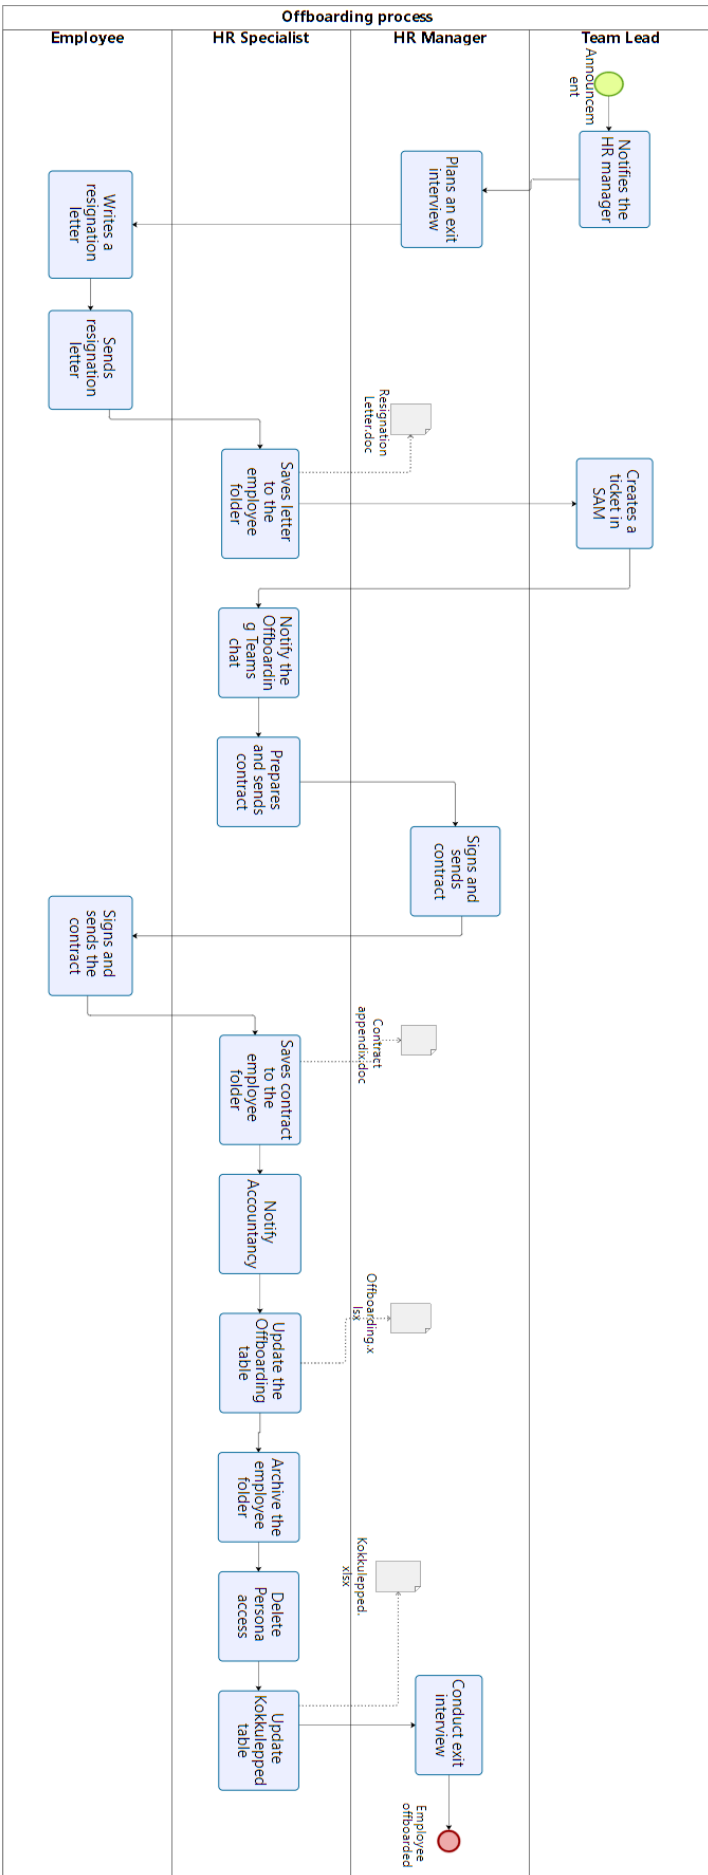 Offboarding process
Employee
HR Specialist
HR Manager
Team Lead
Announcem
ent
Notifies the
HR manager
Plans an exit
interview
Writes a
resignation
letter
Sends
resignation
letter
Resignation
Letter.doc
Saves letter
to the
employee
folder
Creates a
ticket in
SAM
Notify the
Offboardin
g Teams
chat
Prepares
and sends
contract
Signs and
sends
contract
Signs and
sends the
contract
Contract
appendix.doc
Saves contract
to the
employee
folder
Notify
Accountancy
Offboarding.x
lsx
Update the
Offboarding
table
Archive the
employee
folder
Kokkulepped.
xlsx
Delete
Persona
access
Update
Kokkulepped
table
Conduct exit
interview
Employee
offboarded